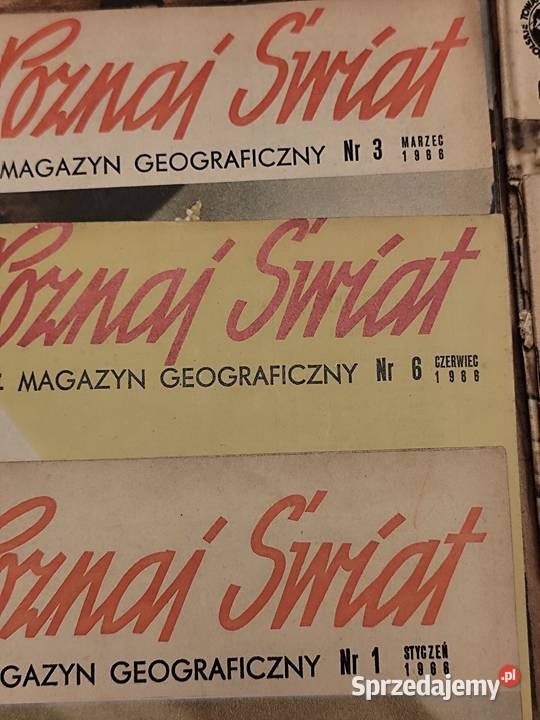 Poznaj Świat
MAGAZYN GEOGRAFICZNY Nr 3 MARZEC 1966
Poznaj Świat
MAGAZYN GEOGRAFICZNY Nr 6 CZERWIEC 1966
Poznaj Świat
GAZYN GEOGRAFICZNY Nr 1 STYCZEŃ 1966
Sprzedajemy.pl